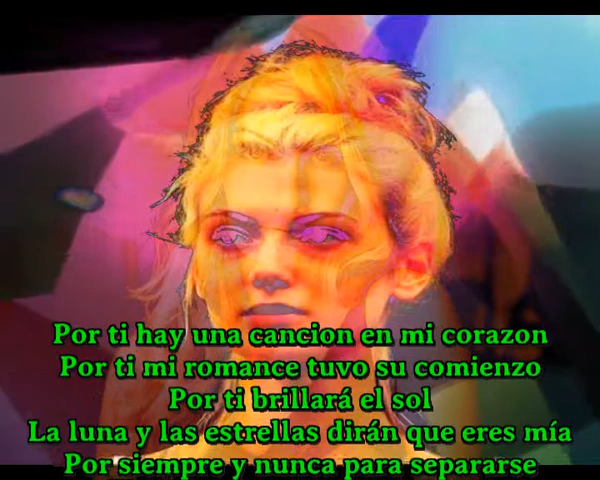 Por ti hay una cancion en mi corazon
Por ti mi romance tuvo su comienzo
Por ti brillará el sol
La luna y las estrellas dirán que eres mía
Por siempre y nunca para separarse